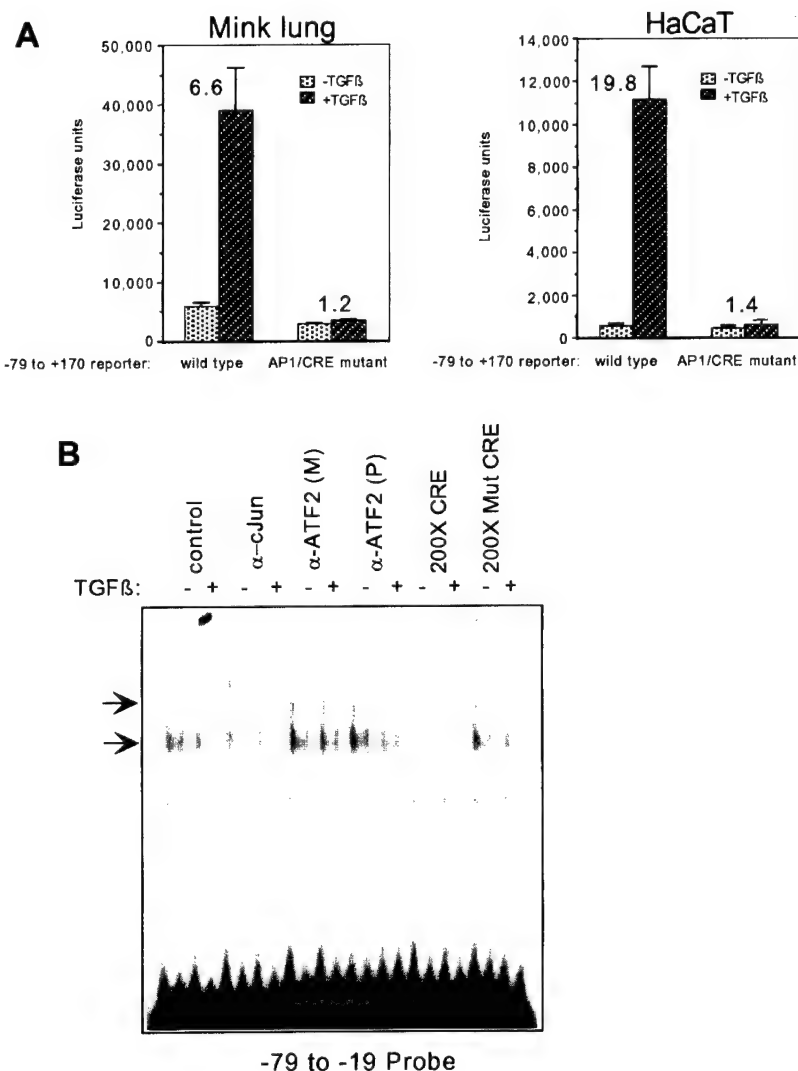 A
Mink lung
50,000
40,000
30,000
20,000
10,000
0
Luciferase units
6.6
1.2
-TGFß
+TGFß
-79 to +170 reporter: wild type AP1/CRE mutant
HaCaT
14,000
12,000
10,000
8,000
6,000
4,000
2,000
0
Luciferase units
19.8
1.4
-TGFß
+TGFß
-79 to +170 reporter: wild type AP1/CRE mutant
B
control
α-cJun
α-ATF2 (M)
α-ATF2 (P)
200X CRE
200X Mut CRE
TGFß: - + - + - + - + - + - +
-79 to -19 Probe